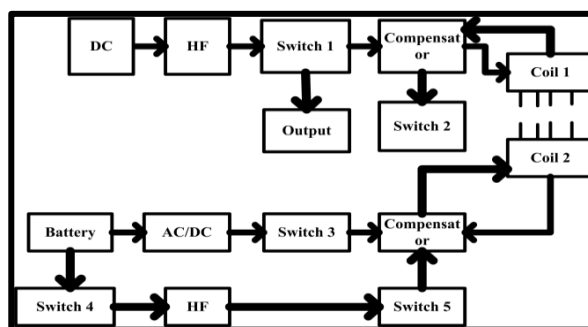 DC
HF
Switch 1
Compensat
or
Coil 1
Output
Switch 2
Coil 2
Battery
AC/DC
Switch 3
Compensat
or
Switch 4
HF
Switch 5